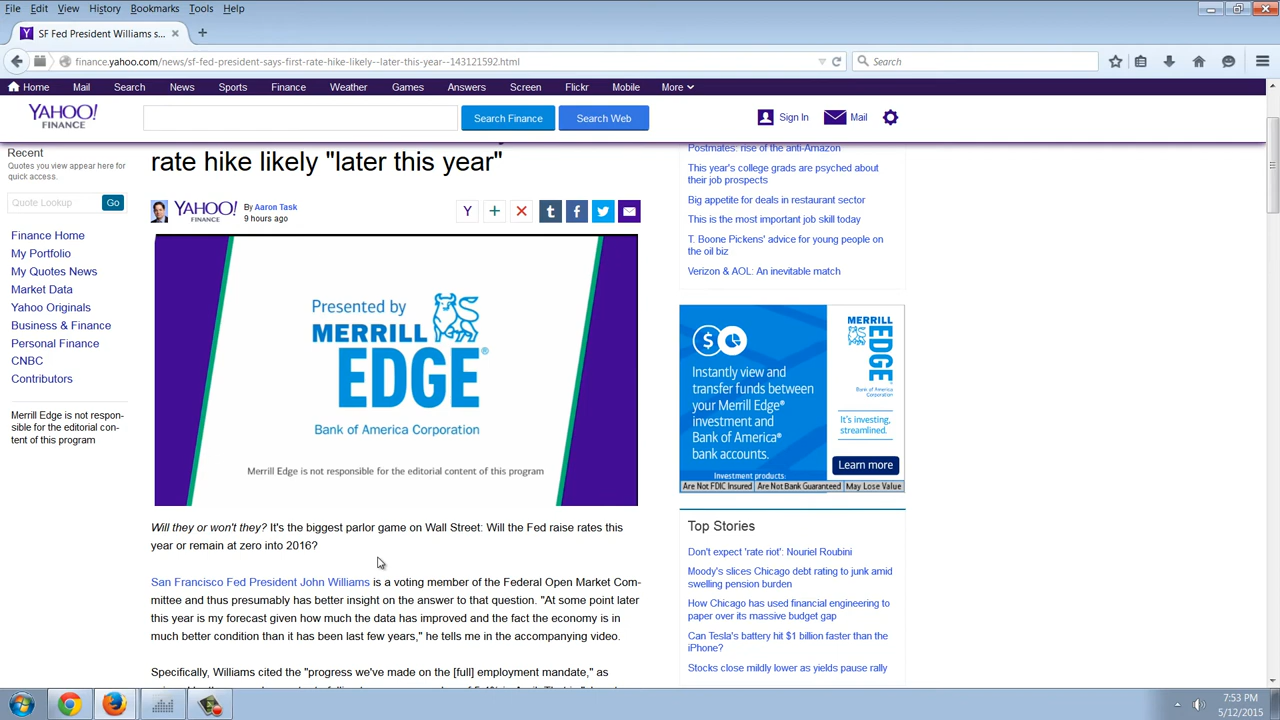 File Edit View History Bookmarks Tools Help
SF Fed President Williams s...
finance.yahoo.com/news/sf-fed-president-says-first-rate-hike-likely--later-this-year--143121592.html
Search
Home Mail Search News Sports Finance Weather Games Answers Screen Flickr Mobile More
YAHOO!
FINANCE
Search Finance
Search Web
Sign In
Mail
Recent
Quotes you view appear here for
quick access.
Quote Lookup
Go
Finance Home
My Portfolio
My Quotes News
Market Data
Yahoo Originals
Business & Finance
Personal Finance
CNBC
Contributors
Merrill Edge is not respon-
sible for the editorial con-
tent of this program
rate hike likely "later this year"
YAHOO!
FINANCE
By Aaron Task
9 hours ago
Presented by
MERRILL
EDGE®
Bank of America Corporation
Merrill Edge is not responsible for the editorial content of this program
Will they or won't they? It's the biggest parlor game on Wall Street: Will the Fed raise rates this
year or remain at zero into 2016?
San Francisco Fed President John Williams is a voting member of the Federal Open Market Com-
mittee and thus presumably has better insight on the answer to that question. "At some point later
this year is my forecast given how much the data has improved and the fact the economy is in
much better condition than it has been last few years," he tells me in the accompanying video.
Specifically, Williams cited the "progress we've made on the [full] employment mandate," as
Postmates: rise of the anti-Amazon
This year's college grads are psyched about
their job prospects
Big appetite for deals in restaurant sector
This is the most important job skill today
T. Boone Pickens' advice for young people on
the oil biz
Verizon & AOL: An inevitable match
Instantly view and
transfer funds between
your Merrill Edge®
investment and
Bank of America®
bank accounts.
Investment products:
Are Not FDIC Insured Are Not Bank Guaranteed May Lose Value
MERRILL
EDGE
Bank of America
Corporation
It's investing,
streamlined.
Learn more
Top Stories
Don't expect 'rate riot': Nouriel Roubini
Moody's slices Chicago debt rating to junk amid
swelling pension burden
How Chicago has used financial engineering to
paper over its massive budget gap
Can Tesla's battery hit $1 billion faster than the
iPhone?
Stocks close mildly lower as yields pause rally
7:53 PM
5/12/2015